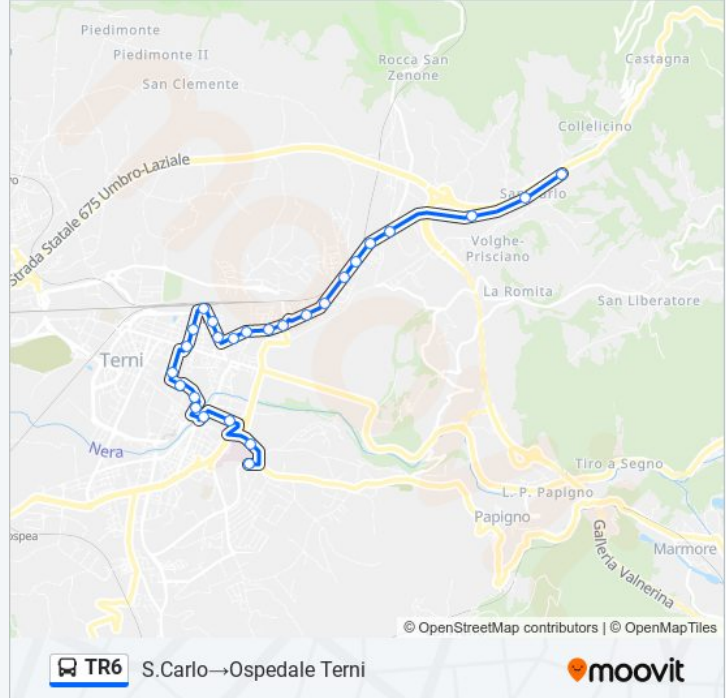 Piedimonte
Piedimonte II
San Clemente
Rocca San
Zenone
Castagna
Collelicino
Strada Statale 675 Umbro-Laziale
Volghe-
Prisciano
La Romita
San Liberatore
Terni
Nera
Tiro a Segno
L. P. Papigno
Papigno
Marmore
Galleria Valnerina
© OpenStreetMap contributors | © OpenMapTiles
TR6 S.Carlo→Ospedale Terni
moovit